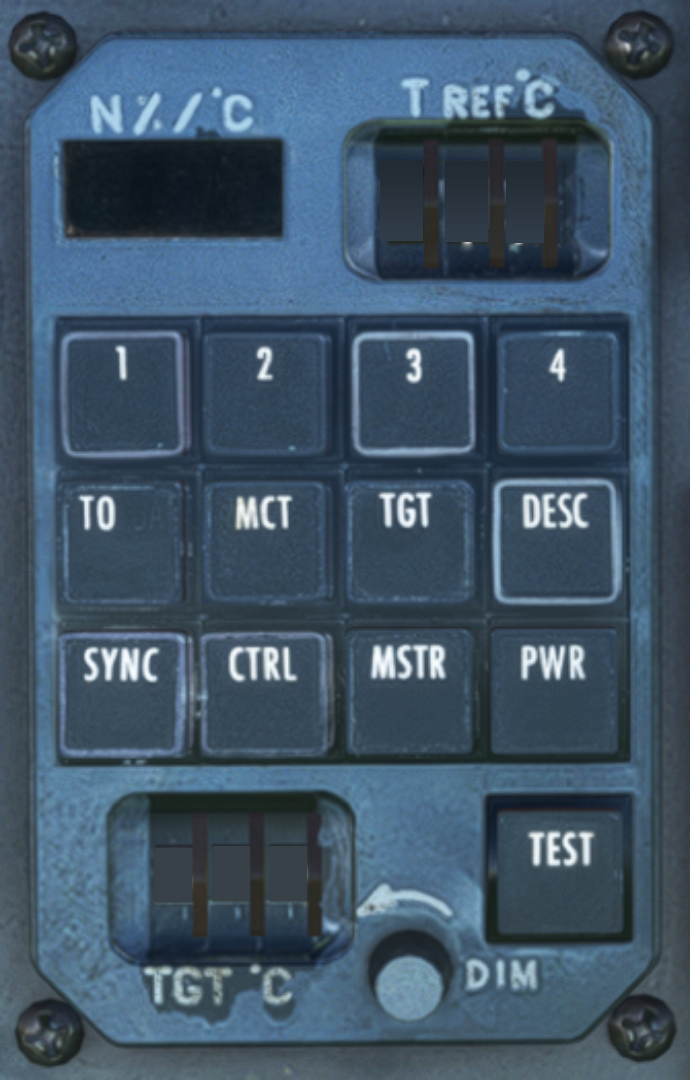 N%/°C
T REF°C
1 2 3 4
TO MCT TGT DESC
SYNC CTRL MSTR PWR
TEST
DIM
TGT °C